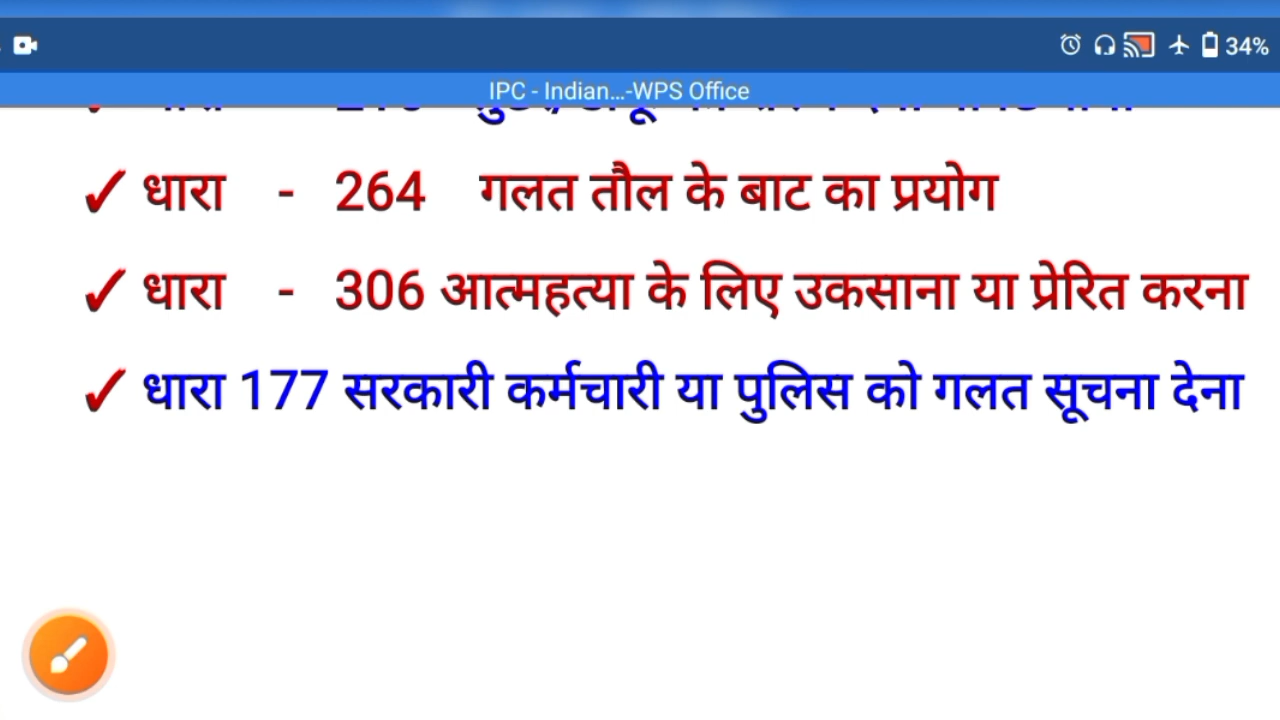 34%
IPC - Indian...-WPS Office
धारा - 264 गलत तौल के बाट का प्रयोग
धारा - 306 आत्महत्या के लिए उकसाना या प्रेरित करना
धारा 177 सरकारी कर्मचारी या पुलिस को गलत सूचना देना